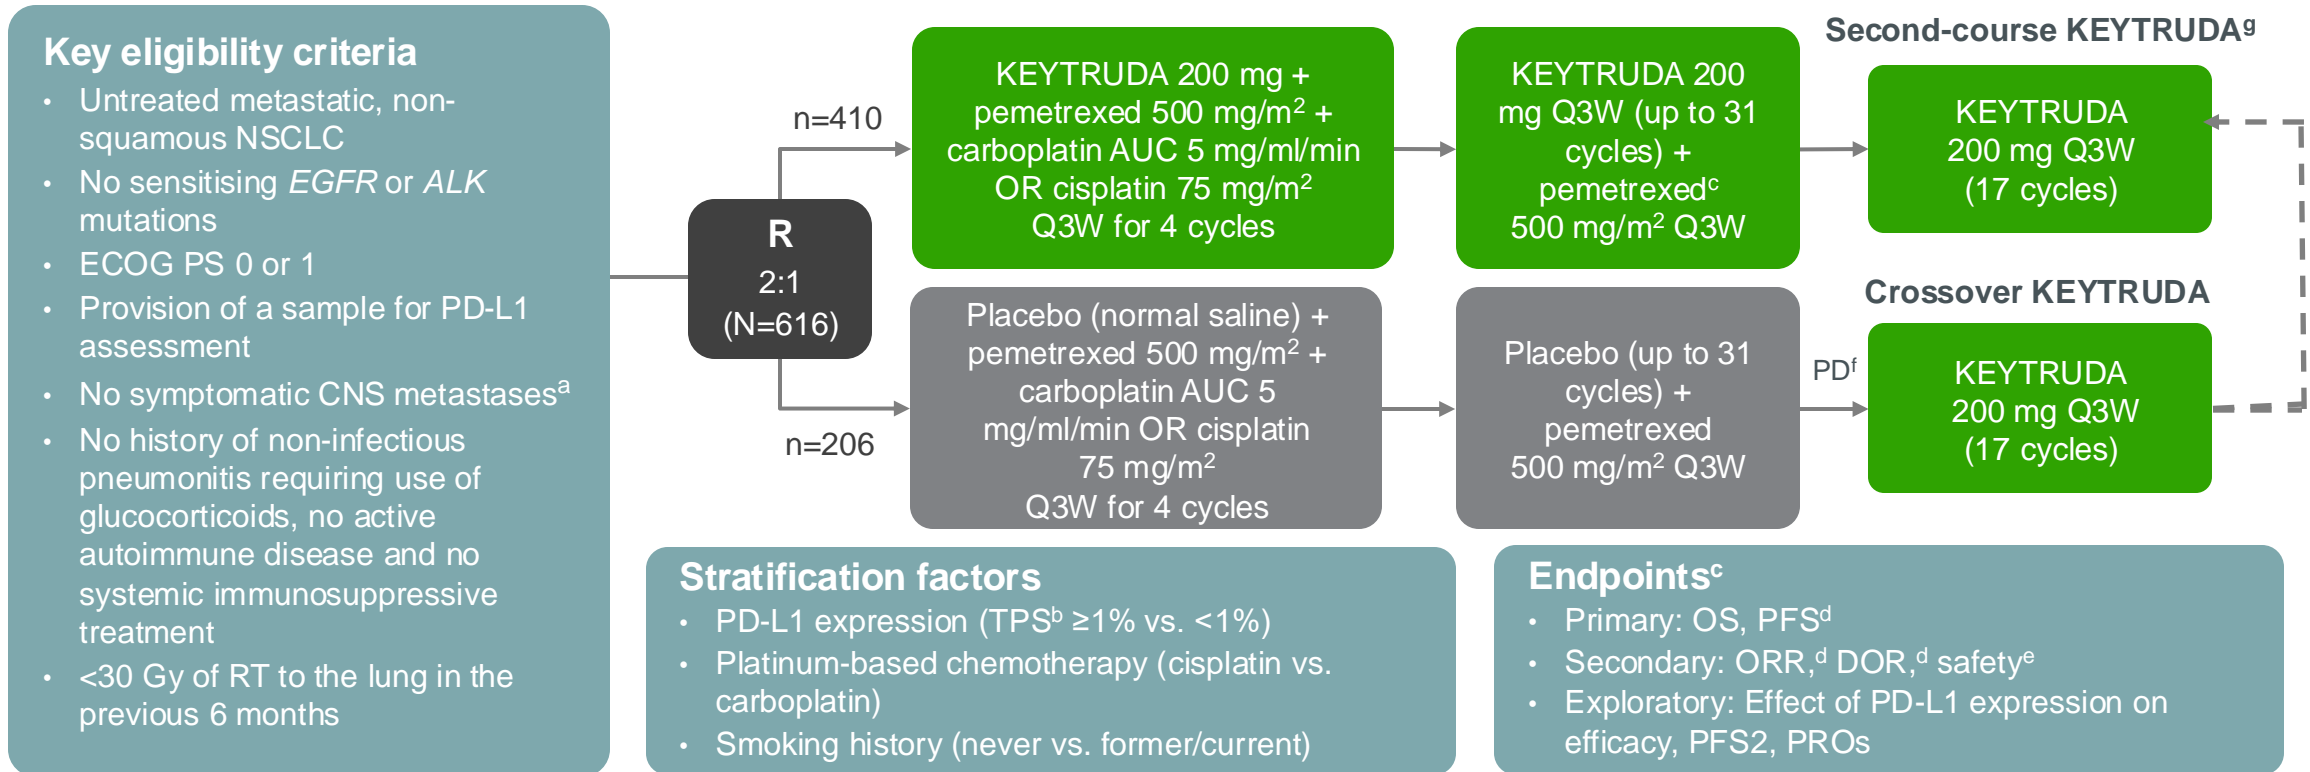 Key eligibility criteria
• Untreated metastatic, non-
squamous NSCLC
• No sensitising EGFR or ALK
mutations
• ECOG PS 0 or 1
• Provision of a sample for PD-L1
assessment
• No symptomatic CNS metastasesᵃ
• No history of non-infectious
pneumonitis requiring use of
glucocorticoids, no active
autoimmune disease and no
systemic immunosuppressive
treatment
• <30 Gy of RT to the lung in the
previous 6 months
R
2:1
(N=616)
n=410
KEYTRUDA 200 mg +
pemetrexed 500 mg/m² +
carboplatin AUC 5 mg/ml/min
OR cisplatin 75 mg/m²
Q3W for 4 cycles
KEYTRUDA 200
mg Q3W (up to 31
cycles) +
pemetrexedᶜ
500 mg/m² Q3W
Second-course KEYTRUDAᵍ
KEYTRUDA
200 mg Q3W
(17 cycles)
n=206
Placebo (normal saline) +
pemetrexed 500 mg/m² +
carboplatin AUC 5
mg/ml/min OR cisplatin
75 mg/m²
Q3W for 4 cycles
Placebo (up to 31
cycles) +
pemetrexed
500 mg/m² Q3W
PDᶠ
Crossover KEYTRUDA
KEYTRUDA
200 mg Q3W
(17 cycles)
Stratification factors
• PD-L1 expression (TPSᵇ ≥1% vs. <1%)
• Platinum-based chemotherapy (cisplatin vs.
carboplatin)
• Smoking history (never vs. former/current)
Endpointsᶜ
• Primary: OS, PFSᵈ
• Secondary: ORR,ᵈ DOR,ᵈ safetyᵉ
• Exploratory: Effect of PD-L1 expression on
efficacy, PFS2, PROs